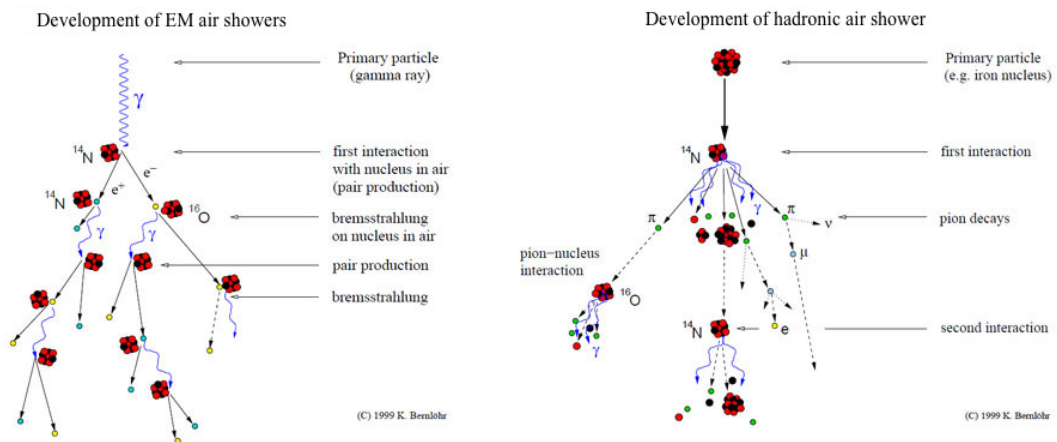 Development of EM air showers
Primary particle
(gamma ray)
γ
¹⁴N
first interaction
with nucleus in air
(pair production)
e⁺
e⁻
¹⁴N
¹⁶O
bremsstrahlung
on nucleus in air
γ
γ
pair production
bremsstrahlung
(C) 1999 K. Bernlöhr
Development of hadronic air shower
Primary particle
(e.g. iron nucleus)
¹⁴N
first interaction
π
γ
π
ν
pion decays
μ
pion-nucleus
interaction
¹⁶O
γ
¹⁴N
e
second interaction
(C) 1999 K. Bernlöhr